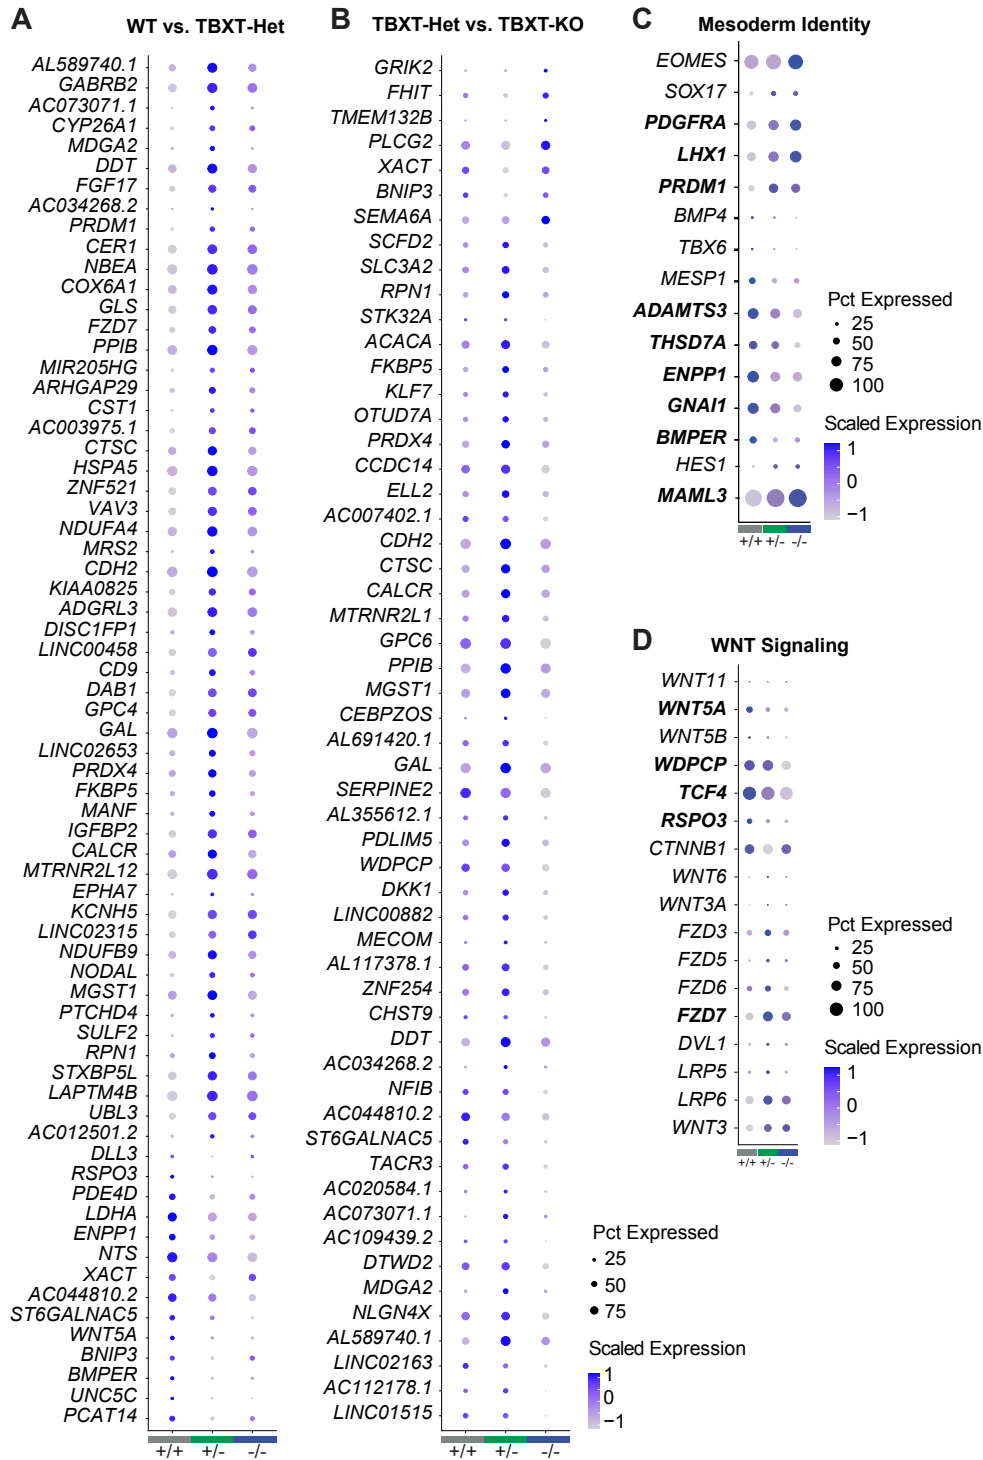 A
WT vs. TBXT-Het
AL589740.1
GABRB2
AC073071.1
CYP26A1
MDGA2
DDT
FGF17
AC034268.2
PRDM1
CER1
NBEA
COX6A1
GLS
FZD7
PPIB
MIR205HG
ARHGAP29
CST1
AC003975.1
CTSC
HSPA5
ZNF521
VAV3
NDUFA4
MRS2
CDH2
KIAA0825
ADGRL3
DISC1FP1
LINC00458
CD9
DAB1
GPC4
GAL
LINC02653
PRDX4
FKBP5
MANF
IGFBP2
CALCR
MTRNR2L12
EPHA7
KCNH5
LINC02315
NDUFB9
NODAL
MGST1
PTCHD4
SULF2
RPN1
STXBP5L
LAPTM4B
UBL3
AC012501.2
DLL3
RSPO3
PDE4D
LDHA
ENPP1
NTS
XACT
AC044810.2
ST6GALNAC5
WNT5A
BNIP3
BMPER
UNC5C
PCAT14
+/+ +/- -/-
B
TBXT-Het vs. TBXT-KO
GRIK2
FHIT
TMEM132B
PLCG2
XACT
BNIP3
SEMA6A
SCFD2
SLC3A2
RPN1
STK32A
ACACA
FKBP5
KLF7
OTUD7A
PRDX4
CCDC14
ELL2
AC007402.1
CDH2
CTSC
CALCR
MTRNR2L1
GPC6
PPIB
MGST1
CEBPZOS
AL691420.1
GAL
SERPINE2
AL355612.1
PDLIM5
WDPCP
DKK1
LINC00882
MECOM
AL117378.1
ZNF254
CHST9
DDT
AC034268.2
NFIB
AC044810.2
ST6GALNAC5
TACR3
AC020584.1
AC073071.1
AC109439.2
DTWD2
MDGA2
NLGN4X
AL589740.1
LINC02163
AC112178.1
LINC01515
+/+ +/- -/-
Pct Expressed
25
50
75
Scaled Expression
1
0
−1
C
Mesoderm Identity
EOMES
SOX17
PDGFRA
LHX1
PRDM1
BMP4
TBX6
MESP1
ADAMTS3
THSD7A
ENPP1
GNAI1
BMPER
HES1
MAML3
+/+ +/- -/-
Pct Expressed
25
50
75
100
Scaled Expression
1
0
−1
D
WNT Signaling
WNT11
WNT5A
WNT5B
WDPCP
TCF4
RSPO3
CTNNB1
WNT6
WNT3A
FZD3
FZD5
FZD6
FZD7
DVL1
LRP5
LRP6
WNT3
+/+ +/- -/-
Pct Expressed
25
50
75
100
Scaled Expression
1
0
−1